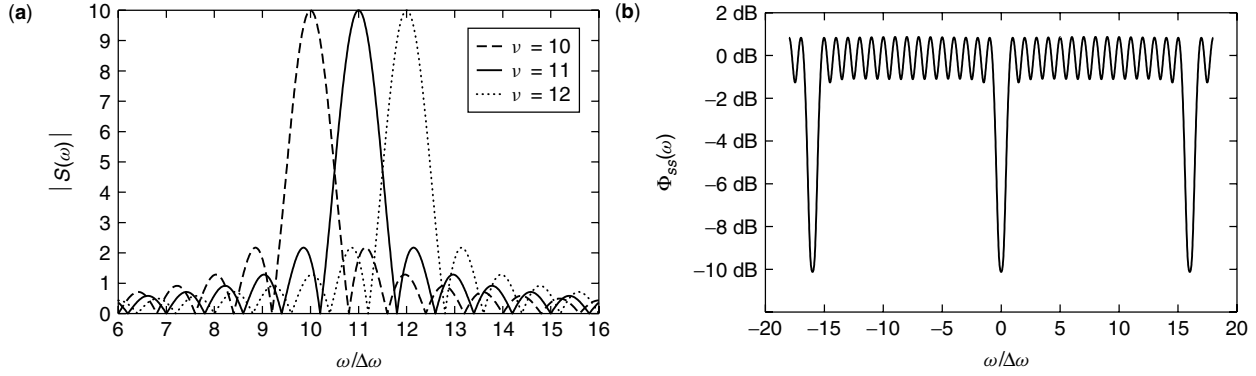 (a)
10
9
8
7
6
5
4
3
2
1
0
|S(ω)|
6 7 8 9 10 11 12 13 14 15 16
ω/Δω
ν = 10
ν = 11
ν = 12
(b)
2 dB
0 dB
−2 dB
−4 dB
−6 dB
−8 dB
−10 dB
Φss(ω)
−20 −15 −10 −5 0 5 10 15 20
ω/Δω